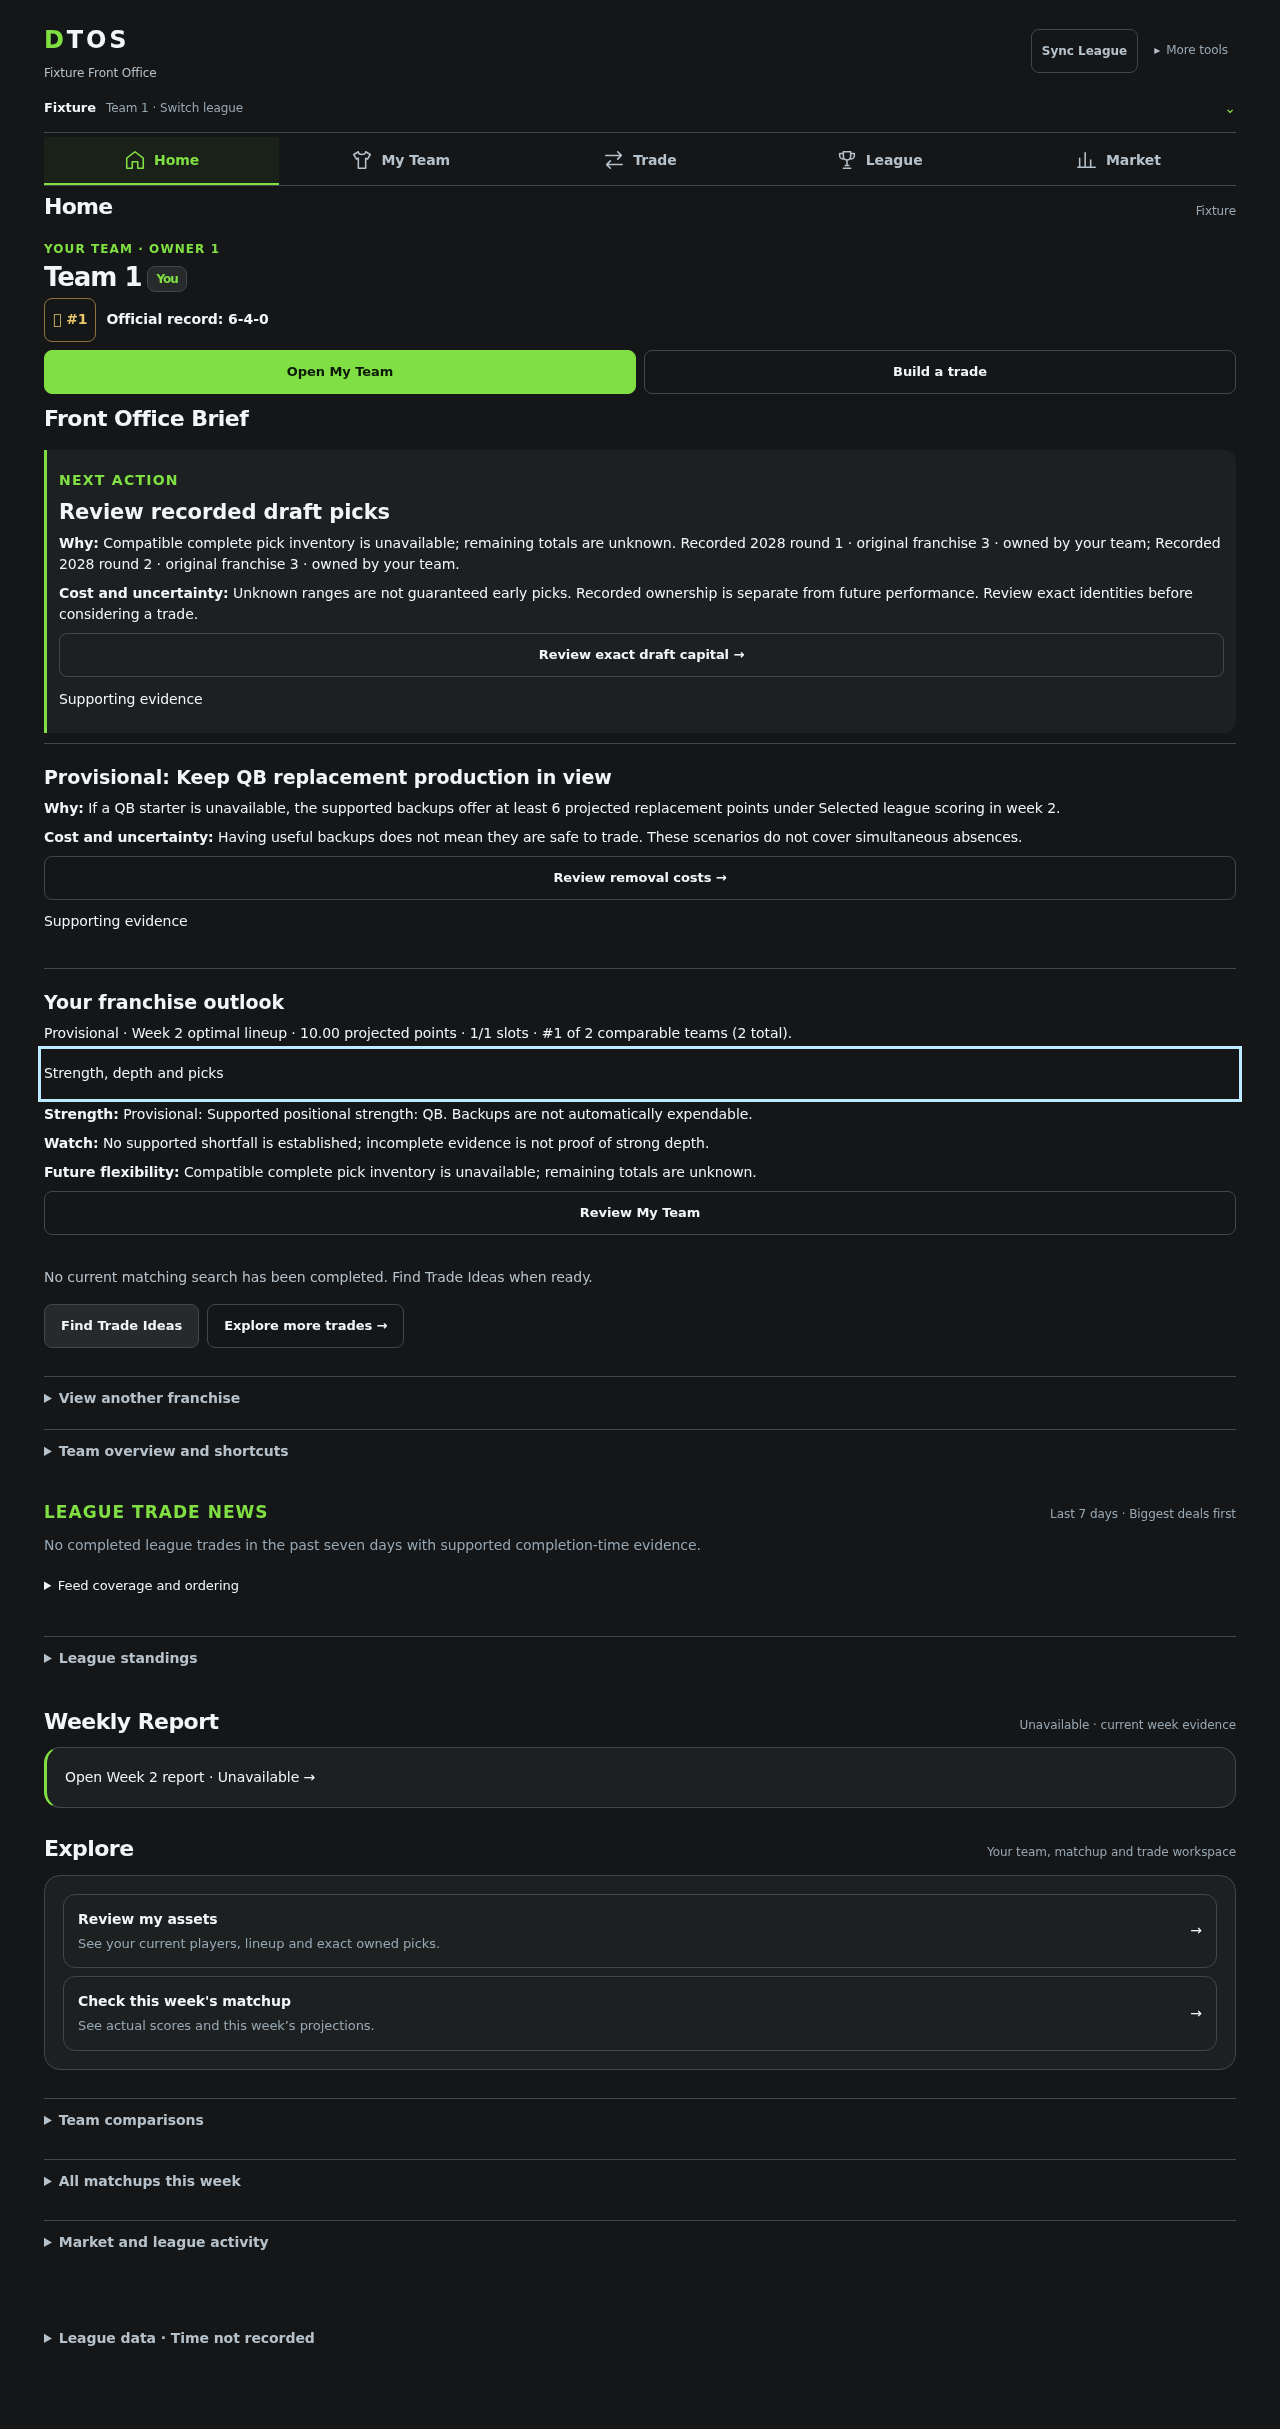 DTOS
Fixture Front Office
Sync League
▸ More tools
Fixture Team 1 · Switch league
Home
My Team
Trade
League
Market
Home
Fixture
YOUR TEAM · OWNER 1
Team 1 You
#1 Official record: 6-4-0
Open My Team
Build a trade
Front Office Brief
NEXT ACTION
Review recorded draft picks
Why: Compatible complete pick inventory is unavailable; remaining totals are unknown. Recorded 2028 round 1 · original franchise 3 · owned by your team; Recorded
2028 round 2 · original franchise 3 · owned by your team.
Cost and uncertainty: Unknown ranges are not guaranteed early picks. Recorded ownership is separate from future performance. Review exact identities before
considering a trade.
Review exact draft capital →
Supporting evidence
Provisional: Keep QB replacement production in view
Why: If a QB starter is unavailable, the supported backups offer at least 6 projected replacement points under Selected league scoring in week 2.
Cost and uncertainty: Having useful backups does not mean they are safe to trade. These scenarios do not cover simultaneous absences.
Review removal costs →
Supporting evidence
Your franchise outlook
Provisional · Week 2 optimal lineup · 10.00 projected points · 1/1 slots · #1 of 2 comparable teams (2 total).
Strength, depth and picks
Strength: Provisional: Supported positional strength: QB. Backups are not automatically expendable.
Watch: No supported shortfall is established; incomplete evidence is not proof of strong depth.
Future flexibility: Compatible complete pick inventory is unavailable; remaining totals are unknown.
Review My Team
No current matching search has been completed. Find Trade Ideas when ready.
Find Trade Ideas
Explore more trades →
▶ View another franchise
▶ Team overview and shortcuts
LEAGUE TRADE NEWS
Last 7 days · Biggest deals first
No completed league trades in the past seven days with supported completion-time evidence.
▶ Feed coverage and ordering
▶ League standings
Weekly Report
Unavailable · current week evidence
Open Week 2 report · Unavailable →
Explore
Your team, matchup and trade workspace
Review my assets
See your current players, lineup and exact owned picks.
→
Check this week's matchup
See actual scores and this week’s projections.
→
▶ Team comparisons
▶ All matchups this week
▶ Market and league activity
▶ League data · Time not recorded